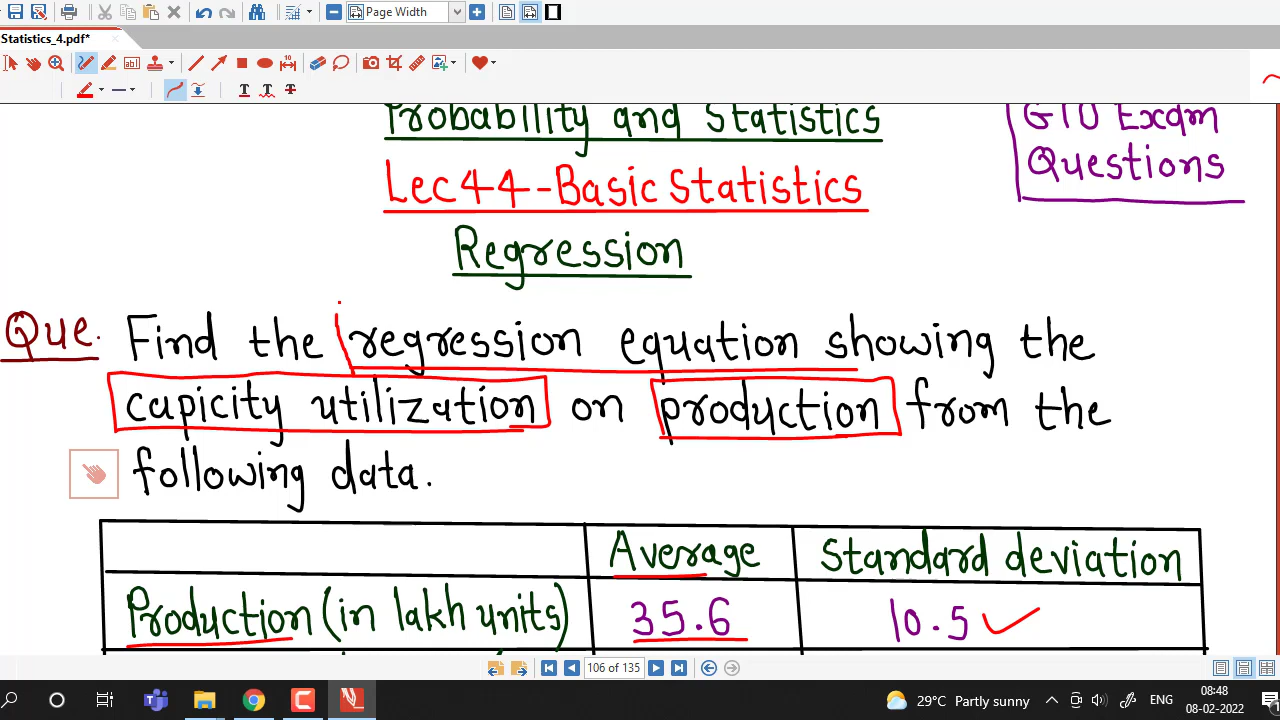 Page Width
Statistics_4.pdf*
Probability and Statistics
GTU Exam
Questions
Lec 44-Basic Statistics
Regression
Que. Find the regression equation showing the
capicity utilization on production from the
following data.
Average Standard deviation
Production (in lakh units) 35.6 10.5
106 of 135
29°C Partly sunny
ENG
08:48
08-02-2022